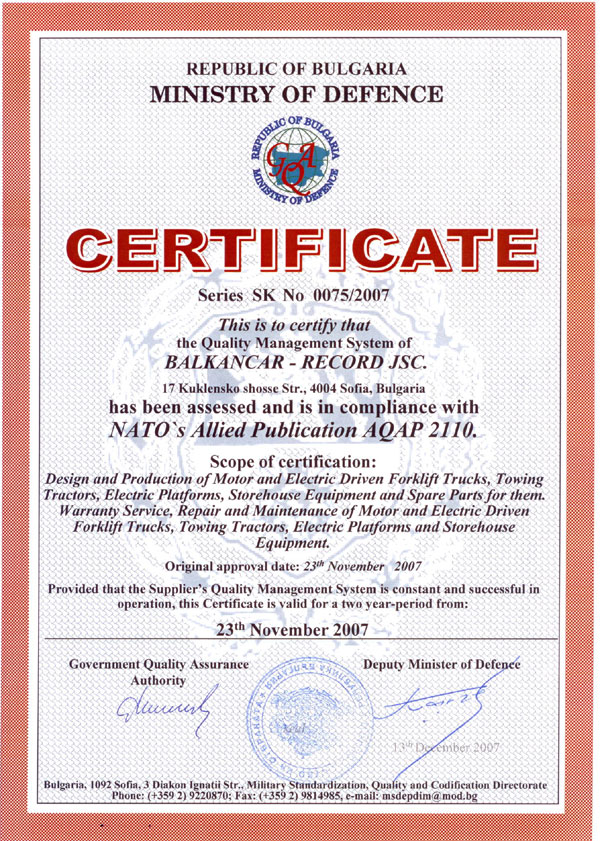 REPUBLIC OF BULGARIA
MINISTRY OF DEFENCE
REPUBLIC OF BULGARIA
GQA
MINISTRY OF DEFENCE
CERTIFICATE
Series SK No 0075/2007
This is to certify that
the Quality Management System of
BALKANCAR - RECORD JSC.
17 Kuklensko shosse Str., 4004 Sofia, Bulgaria
has been assessed and is in compliance with
NATO`s Allied Publication AQAP 2110.
Scope of certification:
Design and Production of Motor and Electric Driven Forklift Trucks, Towing
Tractors, Electric Platforms, Storehouse Equipment and Spare Parts for them.
Warranty Service, Repair and Maintenance of Motor and Electric Driven
Forklift Trucks, Towing Tractors, Electric Platforms and Storehouse
Equipment.
Original approval date: 23th November 2007
Provided that the Supplier's Quality Management System is constant and successful in
operation, this Certificate is valid for a two year-period from:
23th November 2007
Government Quality Assurance
Authority
Deputy Minister of Defence
13th December 2007
Bulgaria, 1092 Sofia, 3 Diakon Ignatii Str., Military Standardization, Quality and Codification Directorate
Phone: (+359 2) 9220870; Fax: (+359 2) 9814985, e-mail: msdepdim@mod.bg